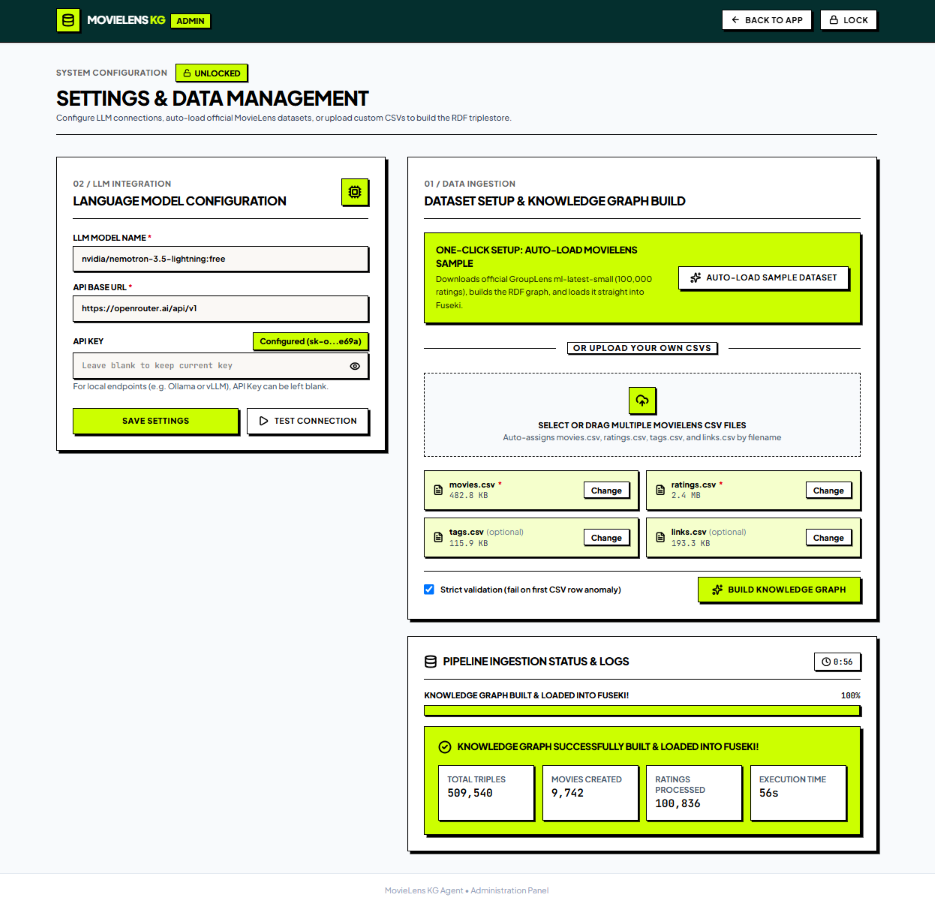 MOVIELENS KG ADMIN
BACK TO APP
LOCK
SYSTEM CONFIGURATION
UNLOCKED
SETTINGS & DATA MANAGEMENT
Configure LLM connections, auto-load official MovieLens datasets, or upload custom CSVs to build the RDF triplestore.
02 / LLM INTEGRATION
LANGUAGE MODEL CONFIGURATION
LLM MODEL NAME *
nvidia/nemotron-3.5-lightning:free
API BASE URL *
https://openrouter.ai/api/v1
API KEY
Configured (sk-o...e69a)
Leave blank to keep current key
For local endpoints (e.g. Ollama or vLLM), API Key can be left blank.
SAVE SETTINGS
TEST CONNECTION
01 / DATA INGESTION
DATASET SETUP & KNOWLEDGE GRAPH BUILD
ONE-CLICK SETUP: AUTO-LOAD MOVIELENS
SAMPLE
Downloads official GroupLens ml-latest-small (100,000
ratings), builds the RDF graph, and loads it straight into
Fuseki.
AUTO-LOAD SAMPLE DATASET
OR UPLOAD YOUR OWN CSVS
SELECT OR DRAG MULTIPLE MOVIELENS CSV FILES
Auto-assigns movies.csv, ratings.csv, tags.csv, and links.csv by filename
movies.csv *
482.8 KB
Change
ratings.csv *
2.4 MB
Change
tags.csv (optional)
115.9 KB
Change
links.csv (optional)
193.3 KB
Change
Strict validation (fail on first CSV row anomaly)
BUILD KNOWLEDGE GRAPH
PIPELINE INGESTION STATUS & LOGS
0:56
KNOWLEDGE GRAPH BUILT & LOADED INTO FUSEKI!
100%
KNOWLEDGE GRAPH SUCCESSFULLY BUILT & LOADED INTO FUSEKI!
TOTAL TRIPLES
509,540
MOVIES CREATED
9,742
RATINGS
PROCESSED
100,836
EXECUTION TIME
56s
MovieLens KG Agent • Administration Panel